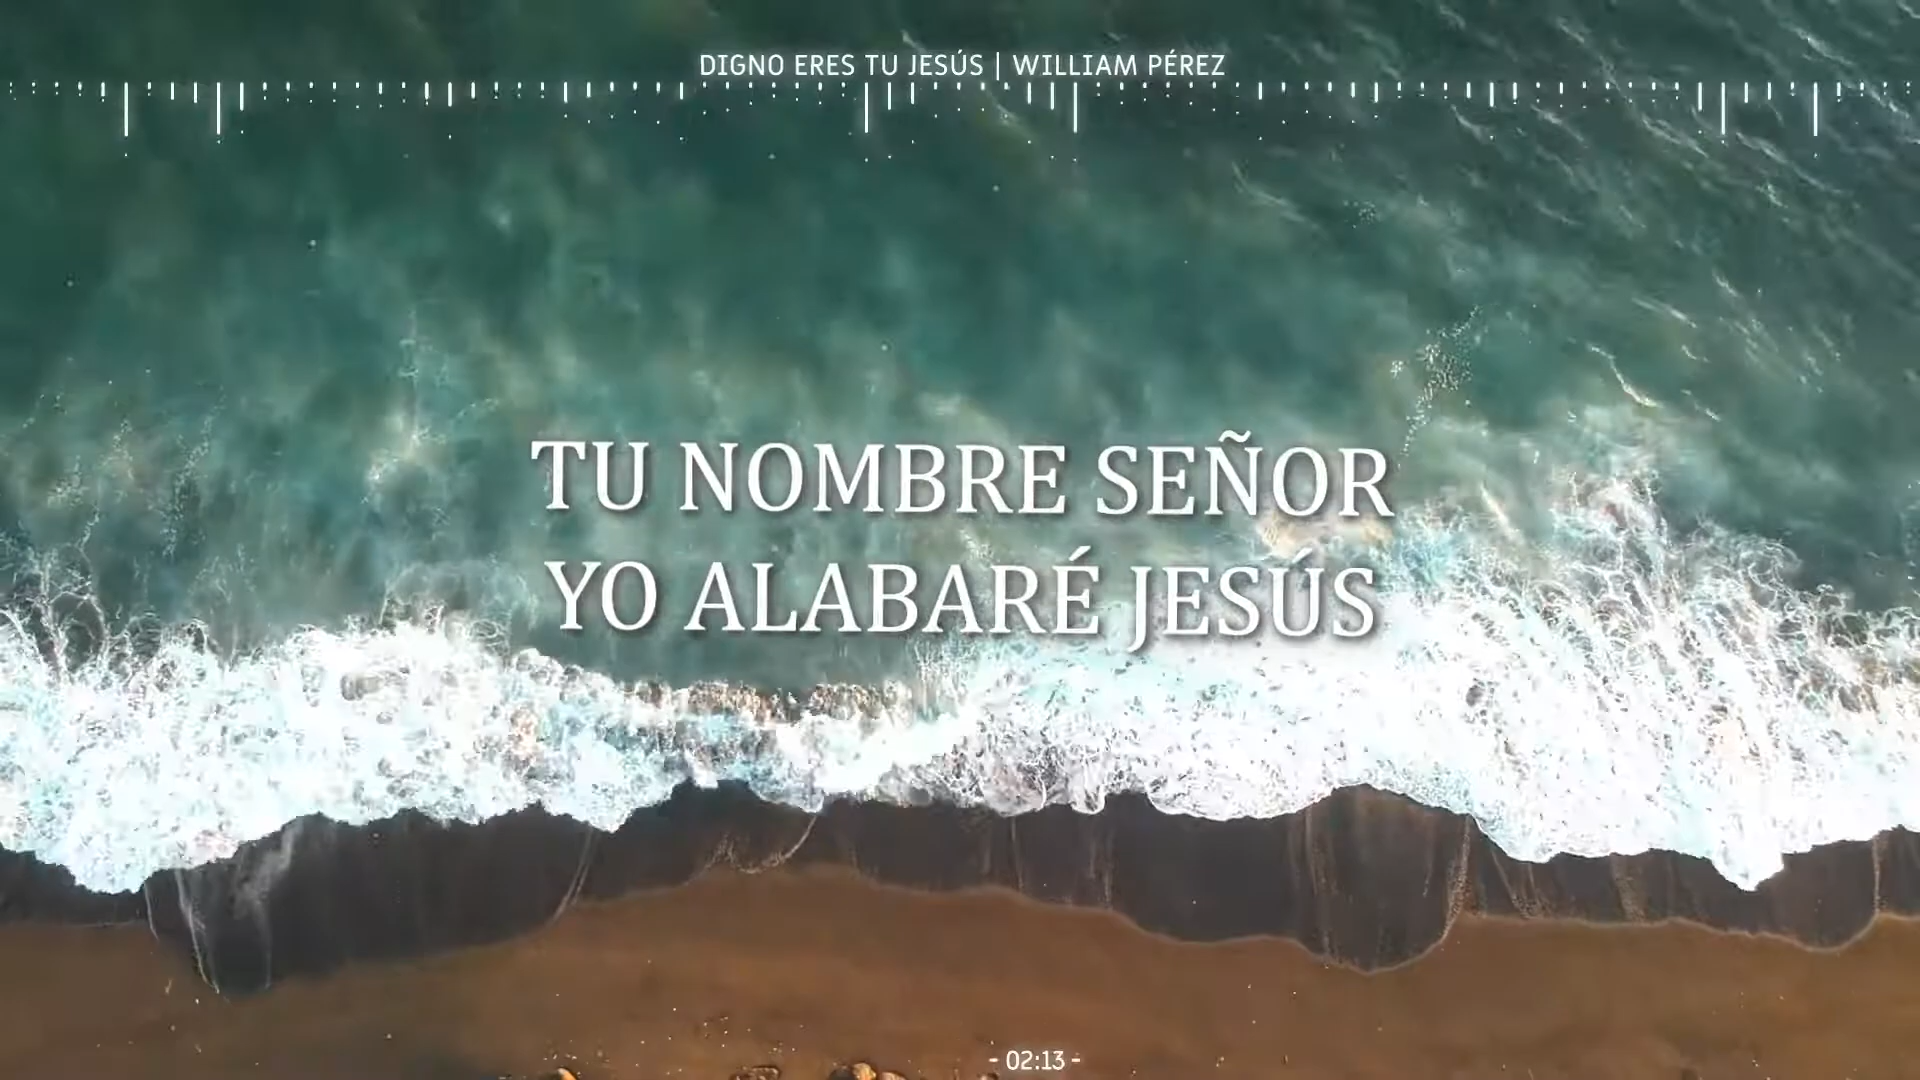 DIGNO ERES TU JESÚS | WILLIAM PÉREZ
TU NOMBRE SEÑOR
YO ALABARÉ JESÚS
- 02:13 -